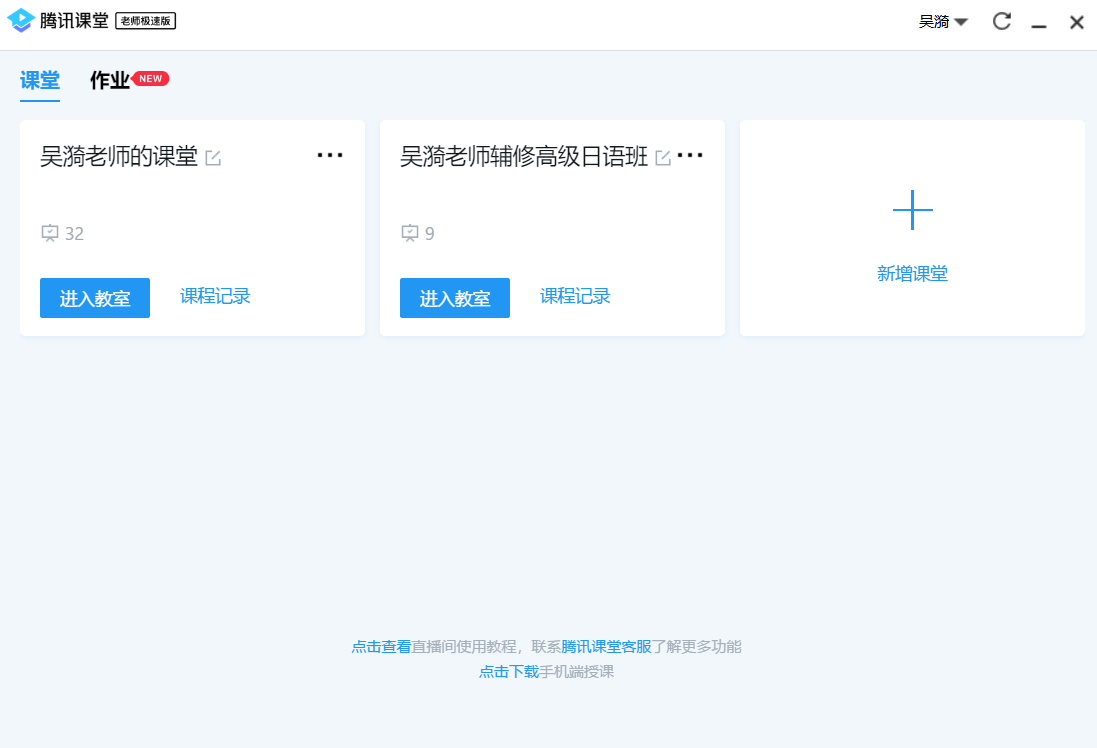 腾讯课堂 老师极速版 吴漪
课堂 作业 NEW
吴漪老师的课堂
32
进入教室 课程记录
吴漪老师辅修高级日语班
9
进入教室 课程记录
新增课堂
点击查看直播间使用教程，联系腾讯课堂客服了解更多功能
点击下载手机端授课